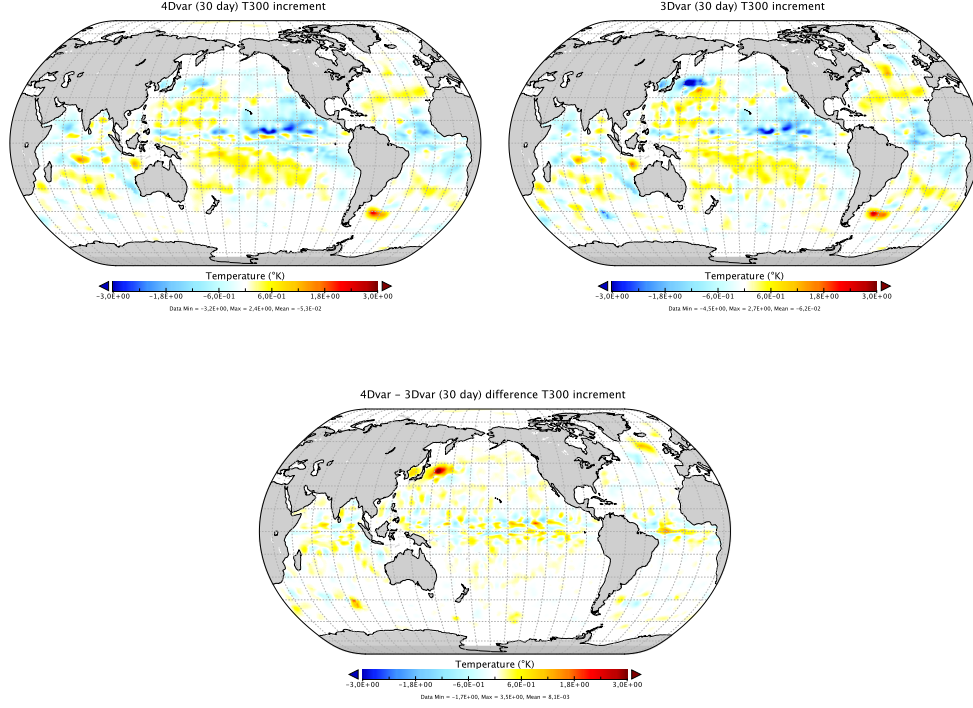 4Dvar (30 day) T300 increment
3Dvar (30 day) T300 increment
Temperature (°K)
-3,0E+00 -1,8E+00 -6,0E-01 6,0E-01 1,8E+00 3,0E+00
Data Min = -3,2E+00, Max = 2,4E+00, Mean = -5,3E-02
Temperature (°K)
-3,0E+00 -1,8E+00 -6,0E-01 6,0E-01 1,8E+00 3,0E+00
Data Min = -4,5E+00, Max = 2,7E+00, Mean = -6,2E-02
4Dvar - 3Dvar (30 day) difference T300 increment
Temperature (°K)
-3,0E+00 -1,8E+00 -6,0E-01 6,0E-01 1,8E+00 3,0E+00
Data Min = -1,7E+00, Max = 3,5E+00, Mean = 8,1E-03